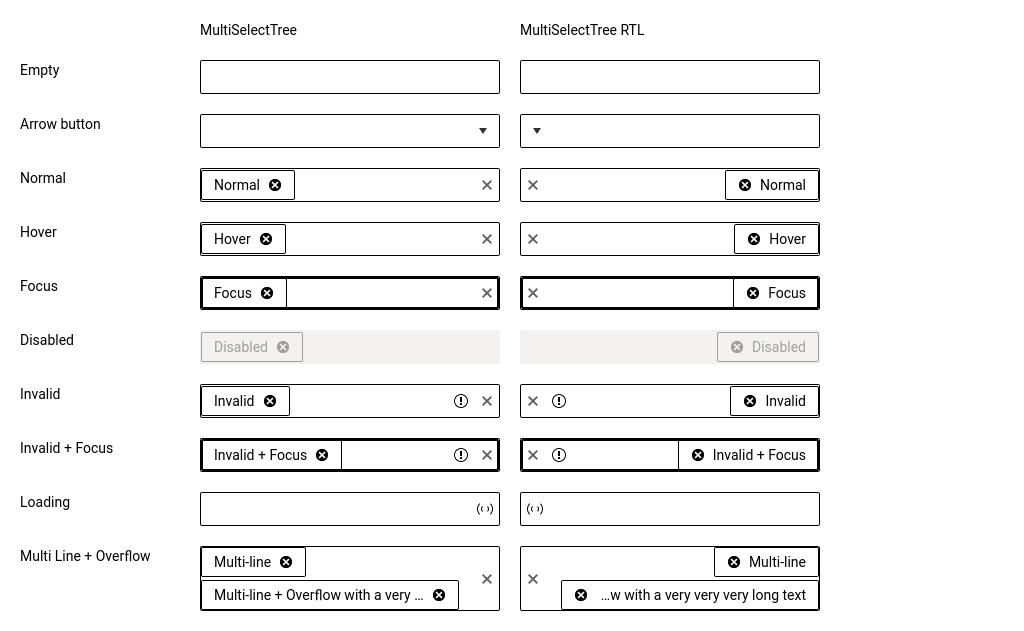 MultiSelectTree MultiSelectTree RTL
Empty
Arrow button
Normal Normal Normal
Hover Hover Hover
Focus Focus Focus
Disabled Disabled Disabled
Invalid Invalid Invalid
Invalid + Focus Invalid + Focus Invalid + Focus
Loading
Multi Line + Overflow Multi-line Multi-line
Multi-line + Overflow with a very ... ...w with a very very very long text